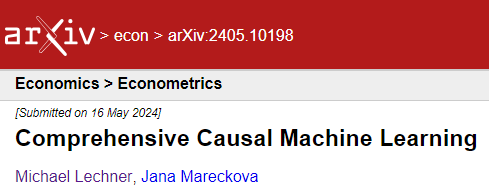 arXiv > econ > arXiv:2405.10198
Economics > Econometrics
[Submitted on 16 May 2024]
Comprehensive Causal Machine Learning
Michael Lechner, Jana Mareckova